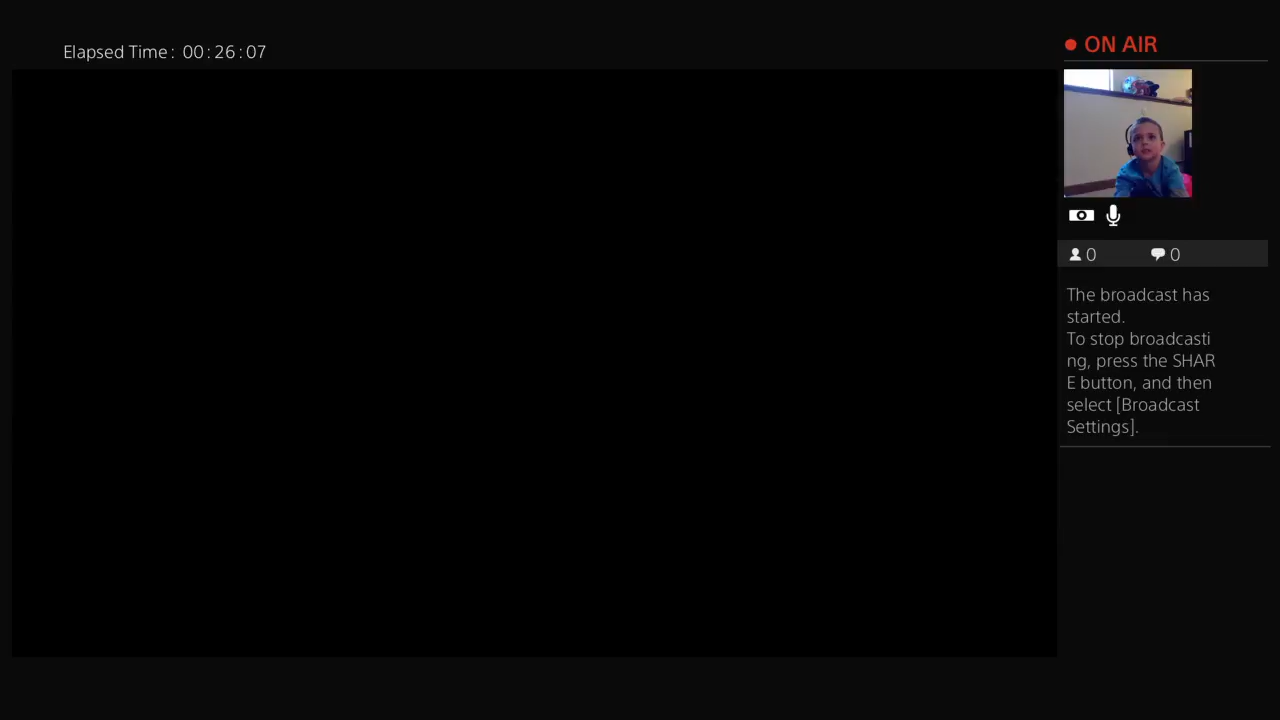 Elapsed Time: 00:26:07
ON AIR
0 0
The broadcast has
started.
To stop broadcasti
ng, press the SHAR
E button, and then
select [Broadcast
Settings].